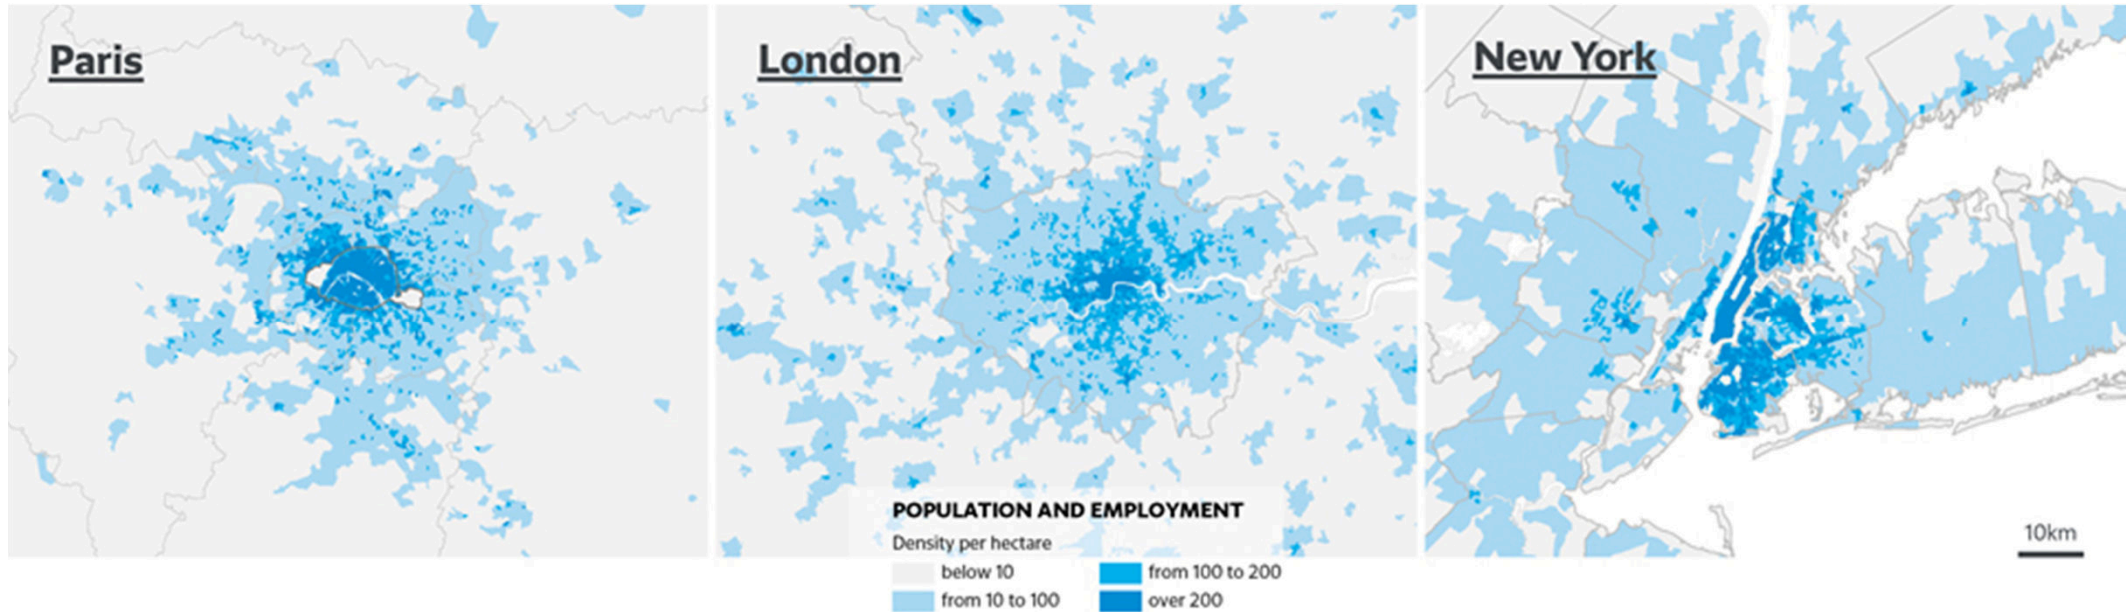 Paris
London
New York
POPULATION AND EMPLOYMENT
Density per hectare
below 10
from 100 to 200
from 10 to 100
over 200
10km